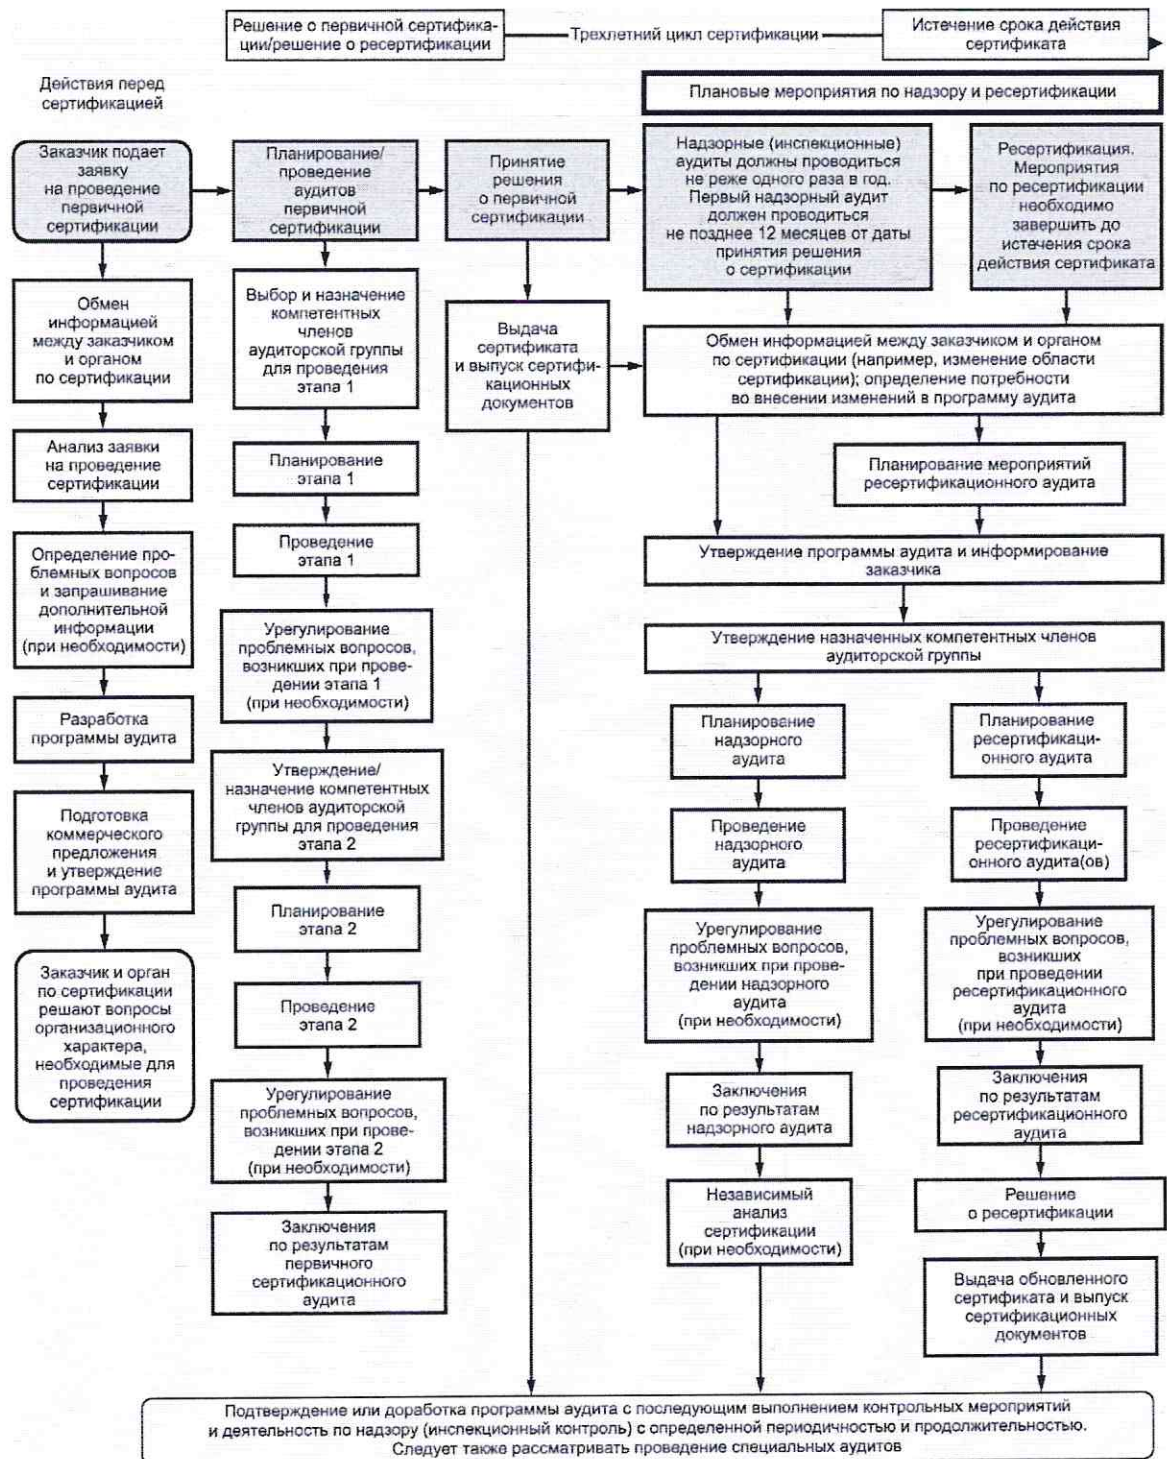 Решение о первичной сертифика-
ции/решение о ресертификации
Трехлетний цикл сертификации
Истечение срока действия
сертификата
Действия перед
сертификацией
Плановые мероприятия по надзору и ресертификации
Заказчик подает
заявку
на проведение
первичной
сертификации
Планирование/
проведение
аудитов
первичной
сертификации
Принятие
решения
о первичной
сертификации
Надзорные (инспекционные)
аудиты должны проводиться
не реже одного раза в год.
Первый надзорный аудит
должен проводиться
не позднее 12 месяцев от даты
принятия решения
о сертификации
Ресертификация.
Мероприятия
по ресертификации
необходимо
завершить до
истечения срока
действия сертификата
Обмен
информацией
между заказчиком
и органом
по сертификации
Анализ заявки
на проведение
сертификации
Определение про-
блемных вопросов
и запрашивание
дополнительной
информации
(при необходимости)
Разработка
программы аудита
Подготовка
коммерческого
предложения
и утверждение
программы аудита
Заказчик и орган
по сертификации
решают вопросы
организационного
характера,
необходимые для
проведения
сертификации
Выбор и назначение
компетентных
членов
аудиторской группы
для проведения
этапа 1
Планирование
этапа 1
Проведение
этапа 1
Урегулирование
проблемных вопросов,
возникших при прове-
дении этапа 1
(при необходимости)
Утверждение/
назначение компетентных
членов аудиторской
группы для проведения
этапа 2
Планирование
этапа 2
Проведение
этапа 2
Урегулирование
проблемных вопросов,
возникших при прове-
дении этапа 2
(при необходимости)
Заключения
по результатам
первичного
сертификационного
аудита
Выдача
сертификата
и выпуск сертифи-
кационных
документов
Обмен информацией между заказчиком и органом
по сертификации (например, изменение области
сертификации); определение потребности
во внесении изменений в программу аудита
Планирование мероприятий
ресертификационного аудита
Утверждение программы аудита и информирование
заказчика
Утверждение назначенных компетентных членов
аудиторской группы
Планирование
надзорного
аудита
Проведение
надзорного
аудита
Урегулирование
проблемных вопросов,
возникших при прове-
дении надзорного
аудита
(при необходимости)
Заключения
по результатам
надзорного аудита
Независимый
анализ
сертификации
(при необходимости)
Планирование
ресертификаци-
онного аудита
Проведение
ресертификаци-
онного аудита(ов)
Урегулирование
проблемных вопросов,
возникших
при проведении
ресертификационного
аудита
(при необходимости)
Заключения
по результатам
ресертификационного
аудита
Решение
о ресертификации
Выдача обновленного
сертификата и выпуск
сертификационных
документов
Подтверждение или доработка программы аудита с последующим выполнением контрольных мероприятий
и деятельность по надзору (инспекционный контроль) с определенной периодичностью и продолжительностью.
Следует также рассматривать проведение специальных аудитов